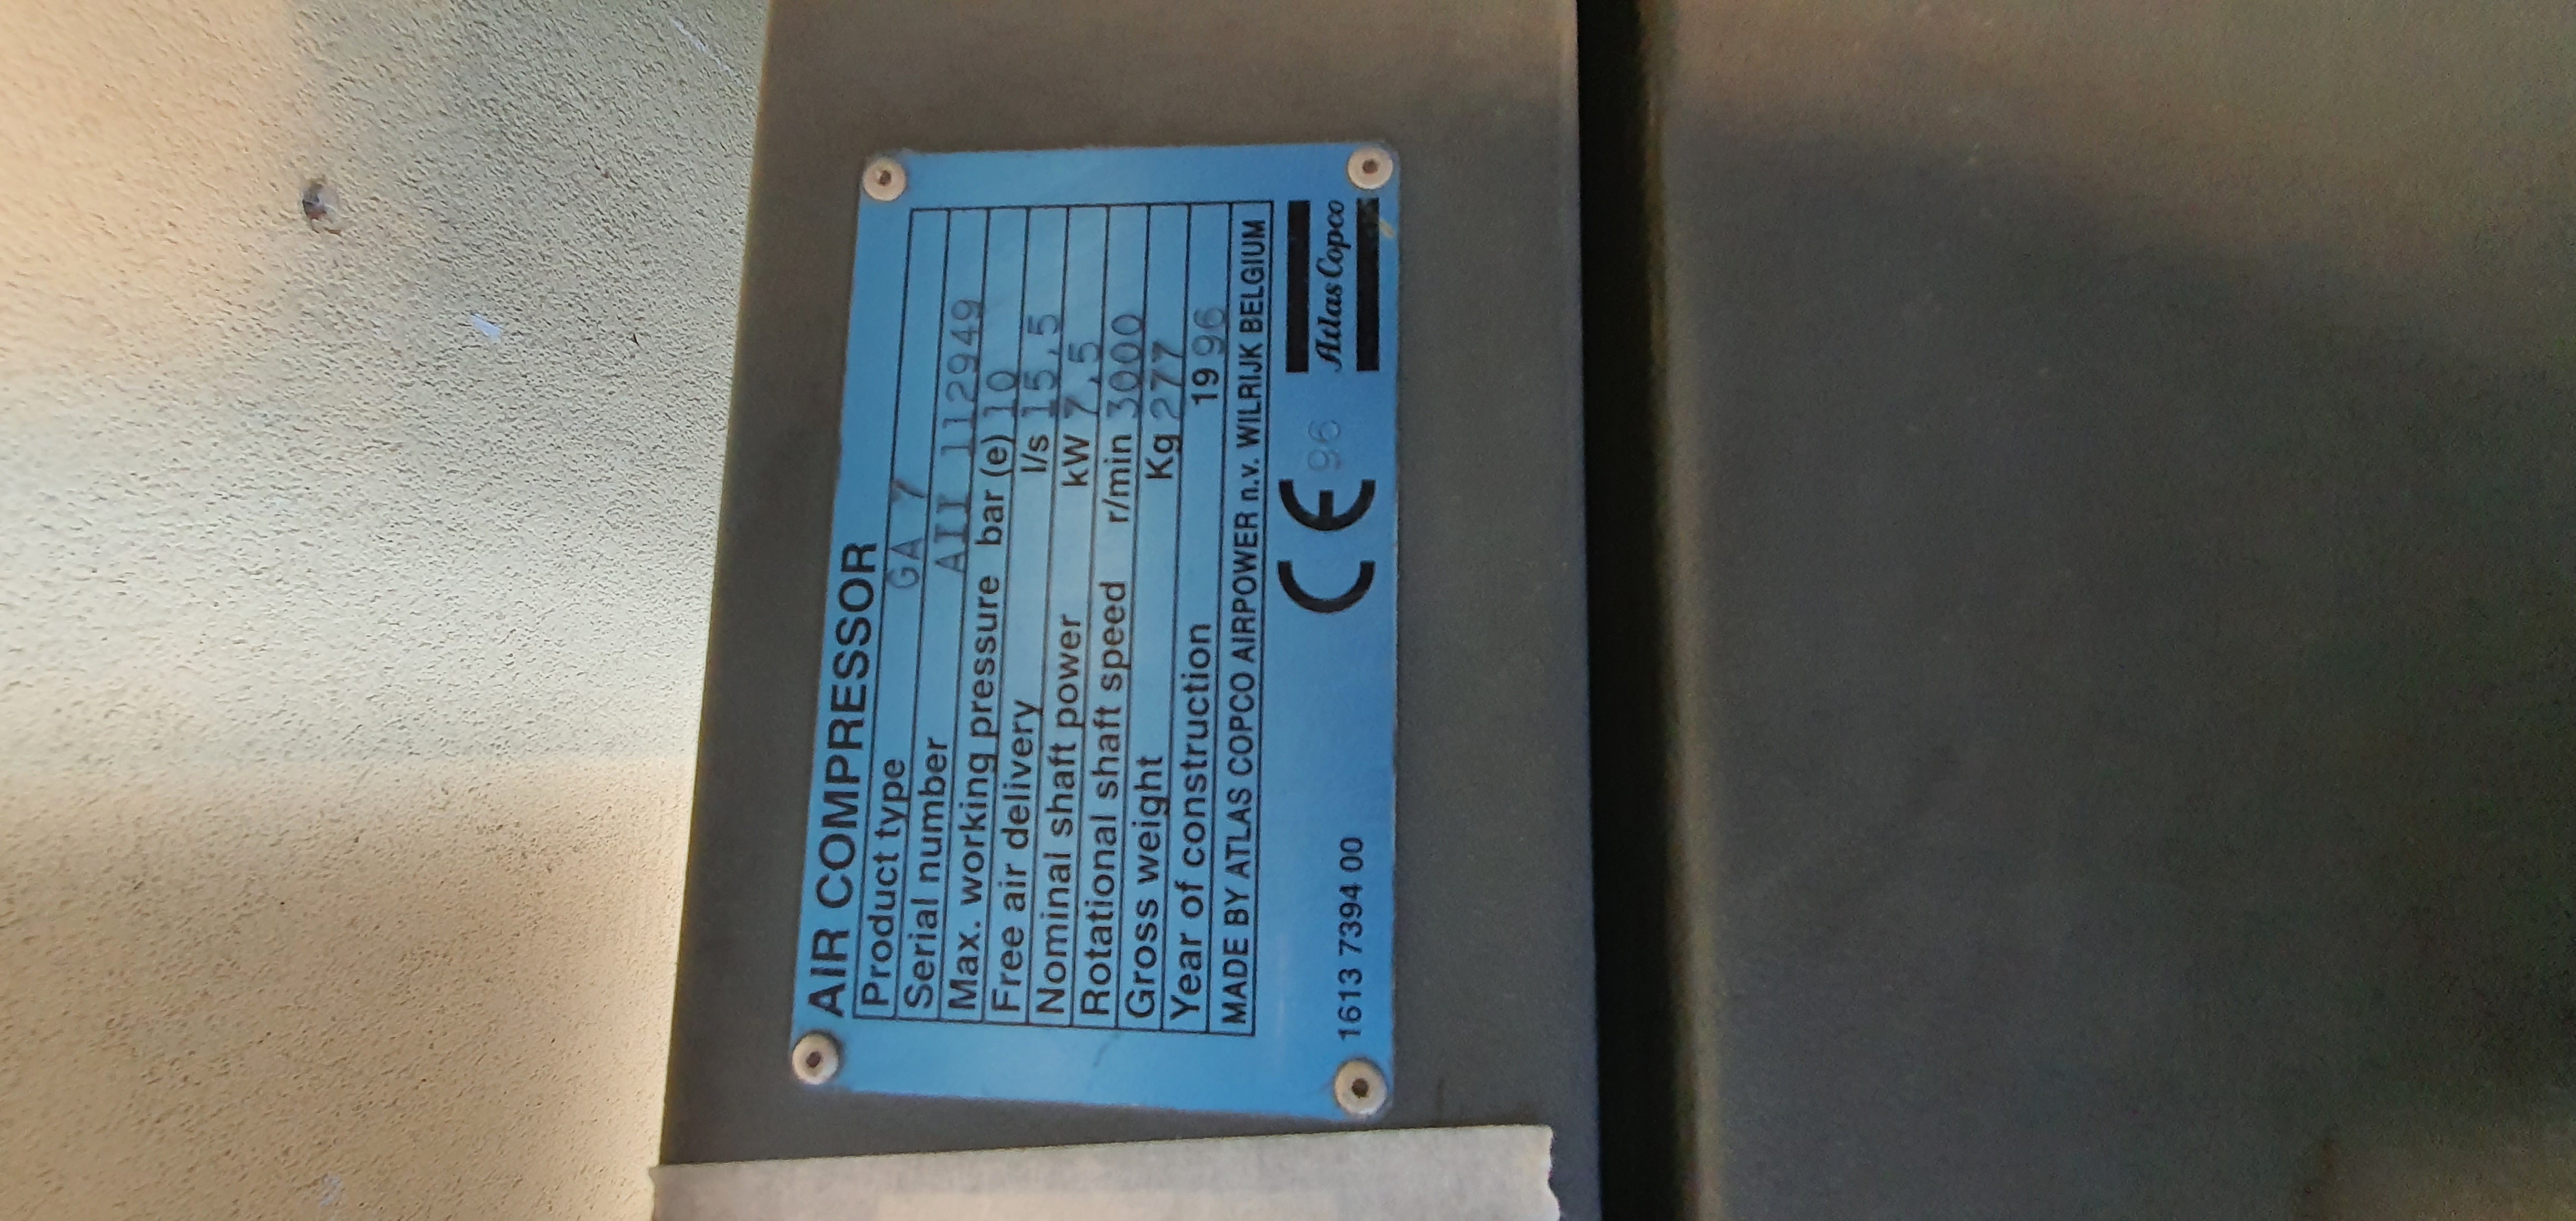 AIR COMPRESSOR
Product type GA 7
Serial number AII 112949
Max. working pressure bar (e) 10
Free air delivery l/s 15,5
Nominal shaft power kW 7,5
Rotational shaft speed r/min 3000
Gross weight Kg 277
Year of construction 1996
MADE BY ATLAS COPCO AIRPOWER n.v. WILRIJK BELGIUM
CE 96
Atlas Copco
1613 7394 00